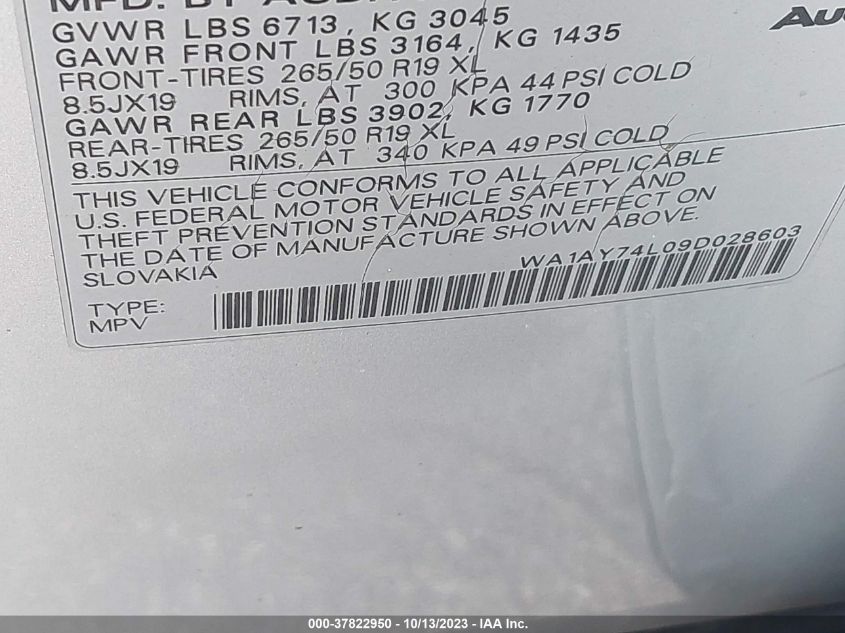 MFD. BY
Au
GVWR LBS 6713, KG 3045
GAWR FRONT LBS 3164, KG 1435
FRONT-TIRES 265/50 R19 XL
8.5JX19 RIMS, AT 300 KPA 44 PSI COLD
GAWR REAR LBS 3902, KG 1770
REAR-TIRES 265/50 R19 XL
8.5JX19 RIMS, AT 340 KPA 49 PSI COLD
THIS VEHICLE CONFORMS TO ALL APPLICABLE
U.S. FEDERAL MOTOR VEHICLE SAFETY AND
THEFT PREVENTION STANDARDS IN EFFECT ON
THE DATE OF MANUFACTURE SHOWN ABOVE.
SLOVAKIA
WA1AY74L09D028603
TYPE:
MPV
000-37822950 - 10/13/2023 - IAA Inc.